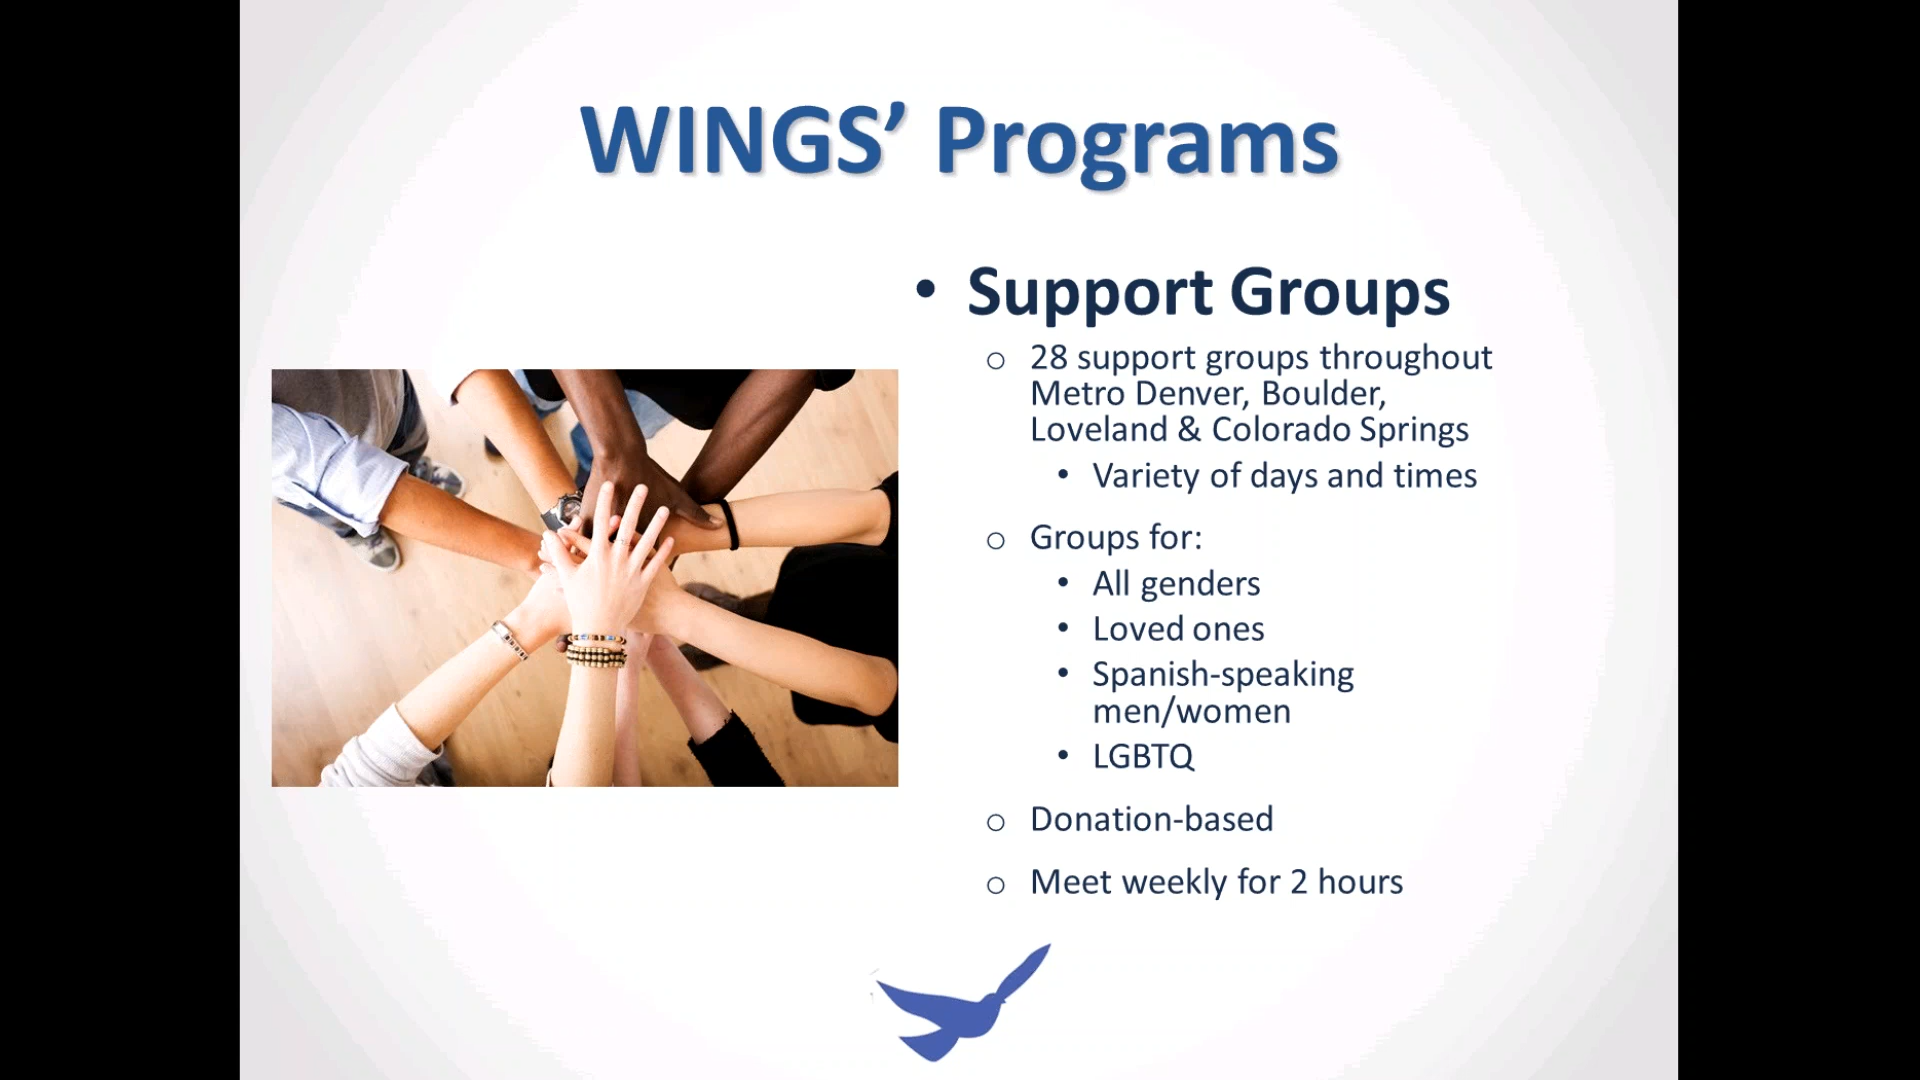 WINGS’ Programs
• Support Groups
o 28 support groups throughout
Metro Denver, Boulder,
Loveland & Colorado Springs
• Variety of days and times
o Groups for:
• All genders
• Loved ones
• Spanish-speaking
men/women
• LGBTQ
o Donation-based
o Meet weekly for 2 hours